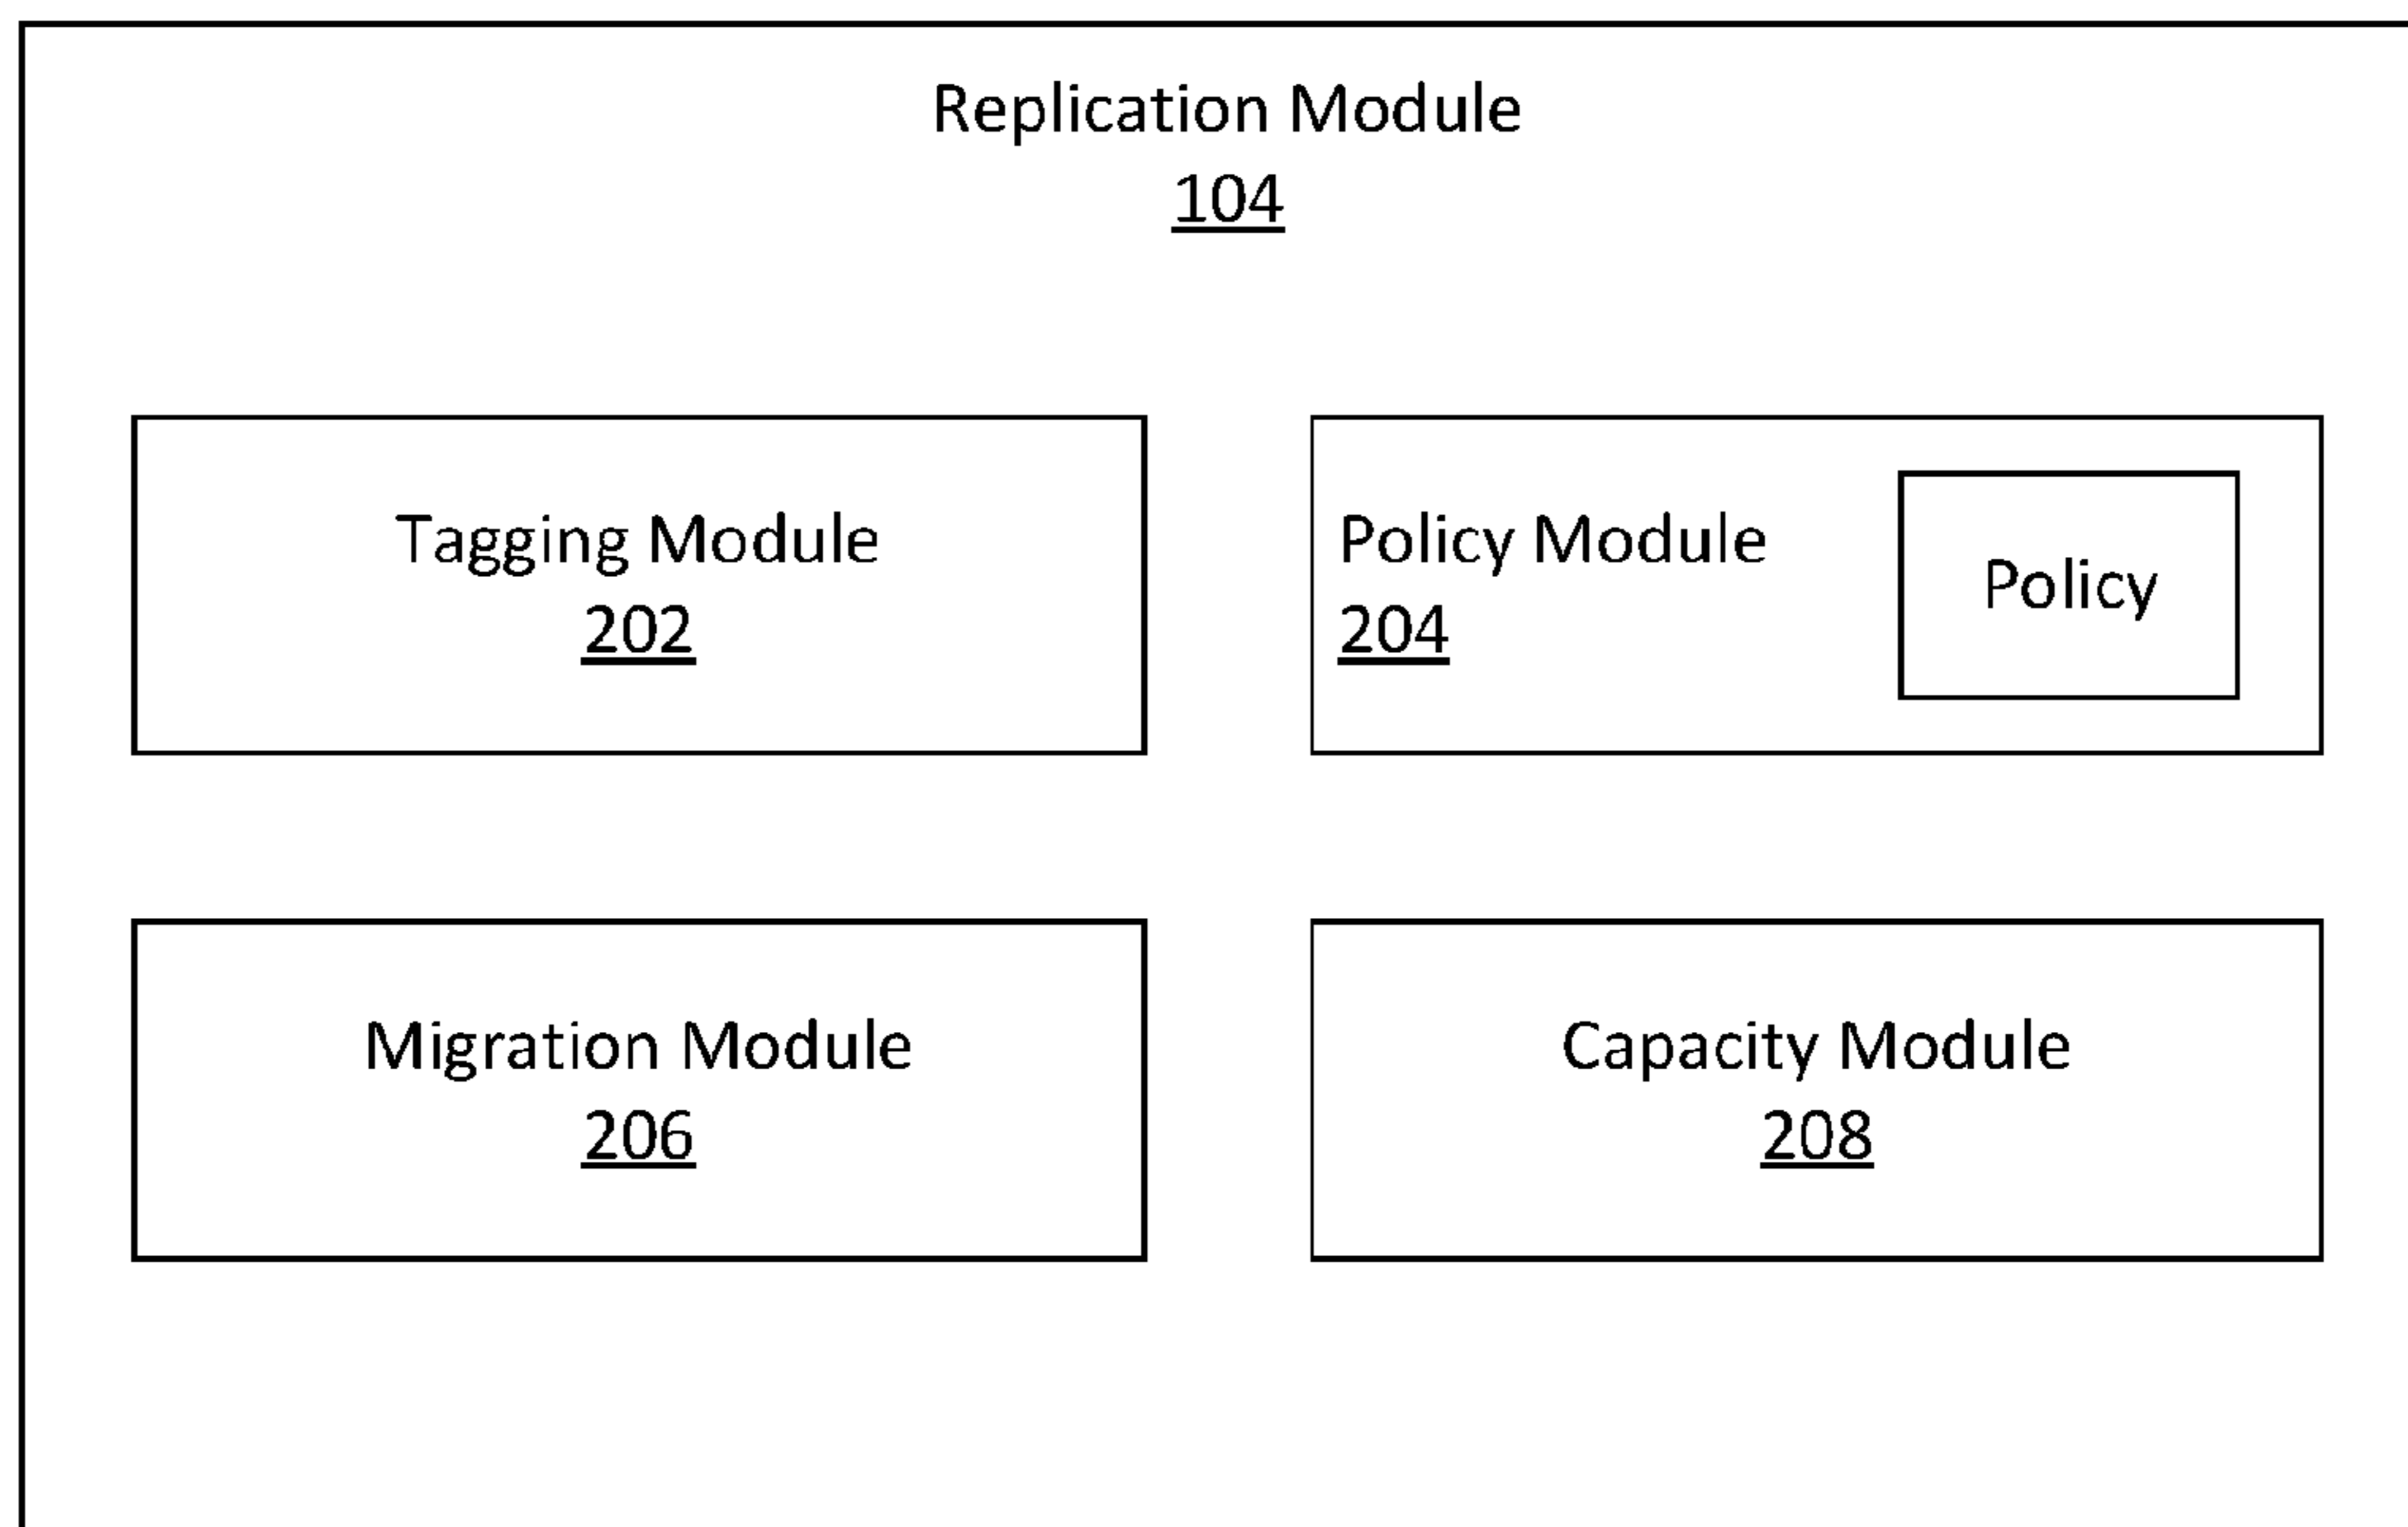 Replication Module
104
Tagging Module
202
Policy Module
204
Policy
Migration Module
206
Capacity Module
208